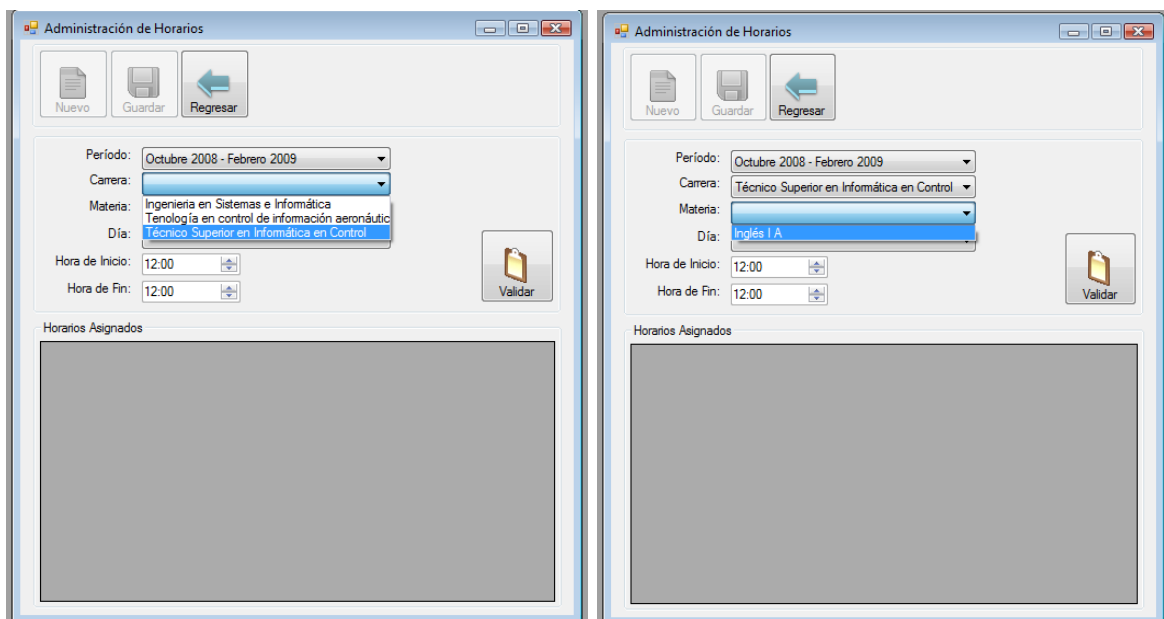 Administración de Horarios
Nuevo Guardar Regresar
Período: Octubre 2008 - Febrero 2009
Carrera:
Materia: Ingenieria en Sistemas e Informática
Tenología en control de información aeronáutic
Día: Técnico Superior en Informática en Control
Hora de Inicio: 12:00
Hora de Fin: 12:00
Validar
Horarios Asignados
Administración de Horarios
Nuevo Guardar Regresar
Período: Octubre 2008 - Febrero 2009
Carrera: Técnico Superior en Informática en Control
Materia:
Día: Inglés I A
Hora de Inicio: 12:00
Hora de Fin: 12:00
Validar
Horarios Asignados